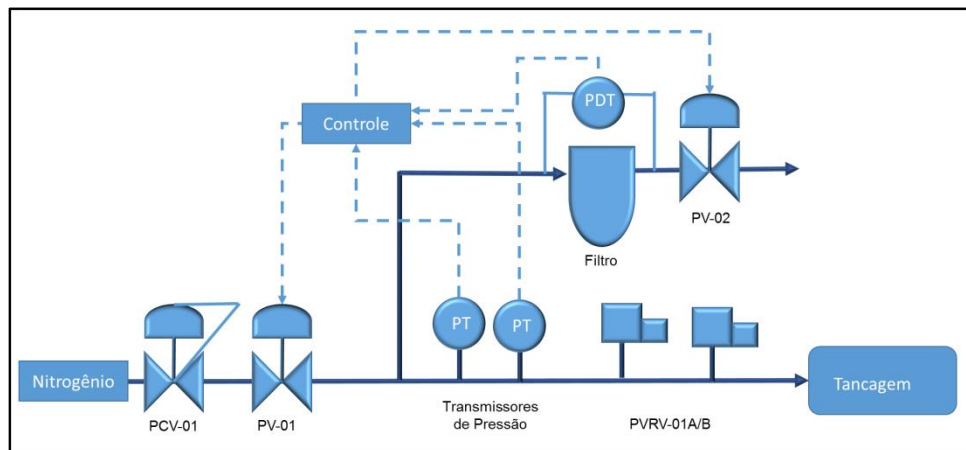 PDT
Controle
PV-02
Filtro
PT
PT
Nitrogênio
Tancagem
PCV-01
PV-01
Transmissores
de Pressão
PVRV-01A/B